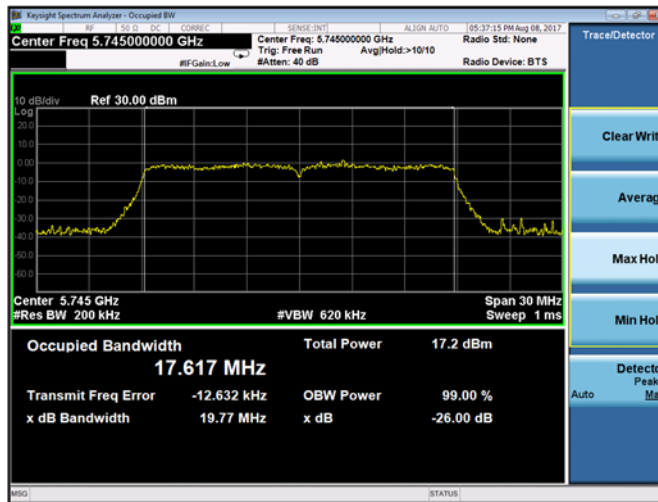 Keysight Spectrum Analyzer - Occupied BW
RF 50 Ω DC CORREC SENSE:INT ALIGN AUTO 05:37:15 PM Aug 08, 2017
Center Freq 5.745000000 GHz
Center Freq: 5.745000000 GHz
Radio Std: None
Trig: Free Run Avg|Hold:>10/10
#IFGain:Low #Atten: 40 dB Radio Device: BTS
Trace/Detector
10 dB/div Ref 30.00 dBm
Log
20.0
10.0
0.00
-10.0
-20.0
-30.0
-40.0
-50.0
-60.0
Center 5.745 GHz Span 30 MHz
#Res BW 200 kHz #VBW 620 kHz Sweep 1 ms
Occupied Bandwidth Total Power 17.2 dBm
17.617 MHz
Transmit Freq Error -12.632 kHz OBW Power 99.00 %
x dB Bandwidth 19.77 MHz x dB -26.00 dB
Clear Writ
Averag
Max Hol
Min Hol
Detecto
Peak
Auto Ma
MSG STATUS